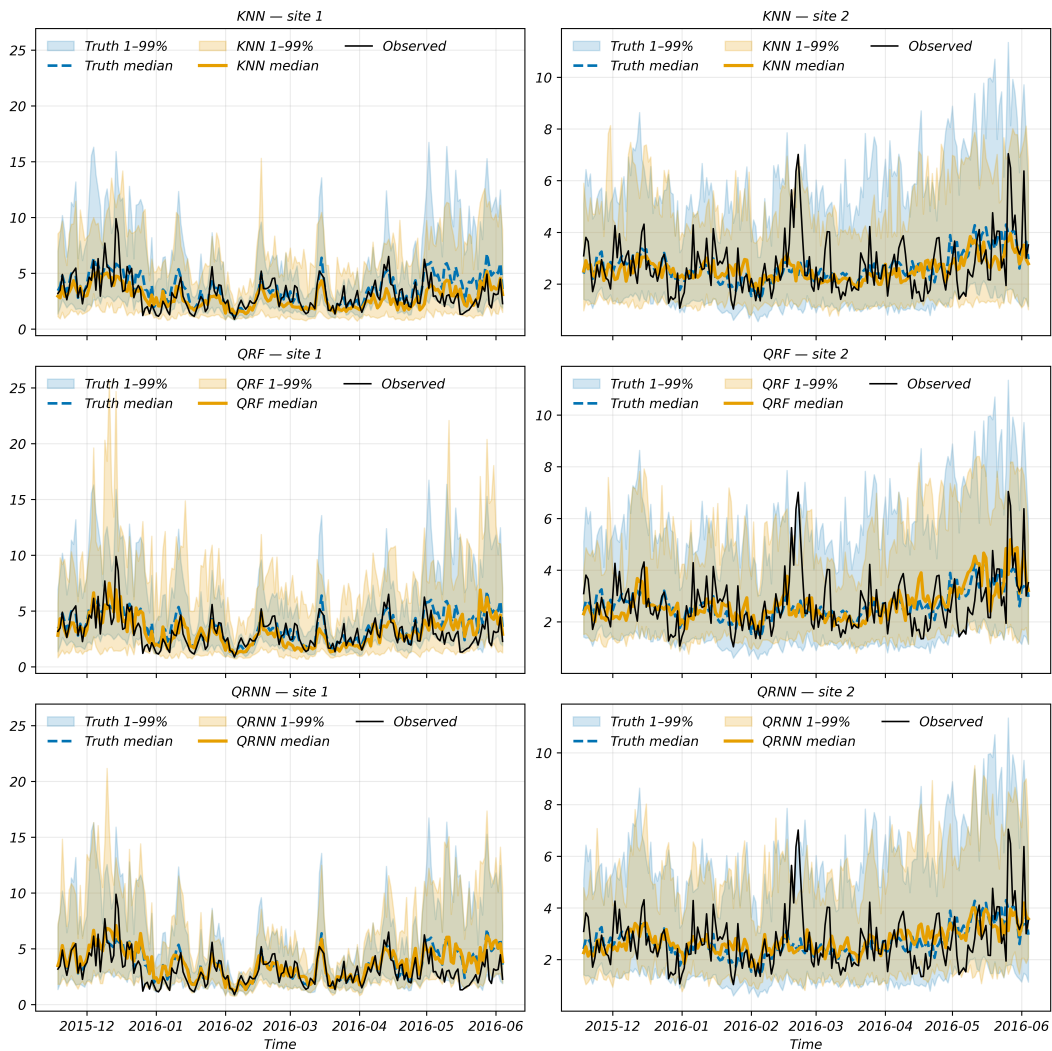 KNN — site 1
25
20
15
10
5
0
Truth 1–99%
Truth median
KNN 1–99%
KNN median
Observed
KNN — site 2
10
8
6
4
2
Truth 1–99%
Truth median
KNN 1–99%
KNN median
Observed
QRF — site 1
25
20
15
10
5
0
Truth 1–99%
Truth median
QRF 1–99%
QRF median
Observed
QRF — site 2
10
8
6
4
2
Truth 1–99%
Truth median
QRF 1–99%
QRF median
Observed
QRNN — site 1
25
20
15
10
5
0
Truth 1–99%
Truth median
QRNN 1–99%
QRNN median
Observed
2015-12 2016-01 2016-02 2016-03 2016-04 2016-05 2016-06
Time
QRNN — site 2
10
8
6
4
2
Truth 1–99%
Truth median
QRNN 1–99%
QRNN median
Observed
2015-12 2016-01 2016-02 2016-03 2016-04 2016-05 2016-06
Time